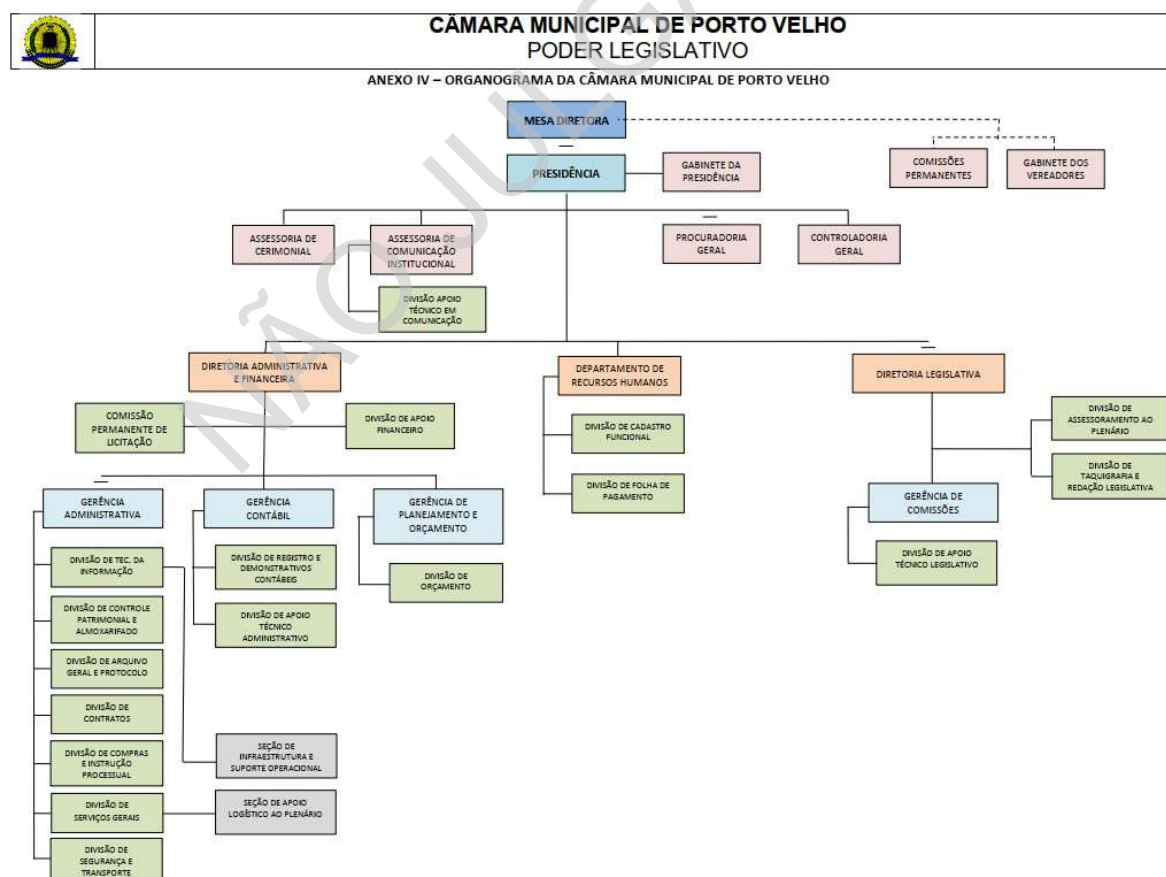 CÂMARA MUNICIPAL DE PORTO VELHO
PODER LEGISLATIVO
ANEXO IV – ORGANOGRAMA DA CÂMARA MUNICIPAL DE PORTO VELHO
MESA DIRETORA
PRESIDÊNCIA
GABINETE DA
PRESIDÊNCIA
COMISSÕES
PERMANENTES
GABINETE DOS
VEREADORES
ASSESSORIA DE
CERIMONIAL
ASSESSORIA DE
COMUNICAÇÃO
INSTITUCIONAL
PROCURADORIA
GERAL
CONTROLADORIA
GERAL
DIVISÃO APOIO
TÉCNICO EM
COMUNICAÇÃO
DIRETORIA ADMINISTRATIVA
E FINANCEIRA
DEPARTAMENTO DE
RECURSOS HUMANOS
DIRETORIA LEGISLATIVA
COMISSÃO
PERMANENTE DE
LICITAÇÃO
DIVISÃO DE APOIO
FINANCEIRO
DIVISÃO DE CADASTRO
FUNCIONAL
DIVISÃO DE FOLHA DE
PAGAMENTO
DIVISÃO DE
ASSESSORAMENTO AO
PLENÁRIO
DIVISÃO DE
TAQUIGRAFIA E
REDAÇÃO LEGISLATIVA
GERÊNCIA
ADMINISTRATIVA
GERÊNCIA
CONTÁBIL
GERÊNCIA DE
PLANEJAMENTO E
ORÇAMENTO
GERÊNCIA DE
COMISSÕES
DIVISÃO DE APOIO
TÉCNICO LEGISLATIVO
DIVISÃO DE TEC. DA
INFORMAÇÃO
DIVISÃO DE REGISTRO E
DEMONSTRATIVOS
CONTÁBEIS
DIVISÃO DE
ORÇAMENTO
DIVISÃO DE CONTROLE
PATRIMONIAL E
ALMOXARIFADO
DIVISÃO DE APOIO
TÉCNICO
ADMINISTRATIVO
DIVISÃO DE ARQUIVO
GERAL E PROTOCOLO
DIVISÃO DE
CONTRATOS
DIVISÃO DE COMPRAS
E INSTRUÇÃO
PROCESSUAL
SEÇÃO DE
INFRAESTRUTURA E
SUPORTE OPERACIONAL
DIVISÃO DE
SERVIÇOS GERAIS
SEÇÃO DE APOIO
LOGÍSTICO AO PLENÁRIO
DIVISÃO DE
SEGURANÇA E
TRANSPORTE
NÃO JULGA